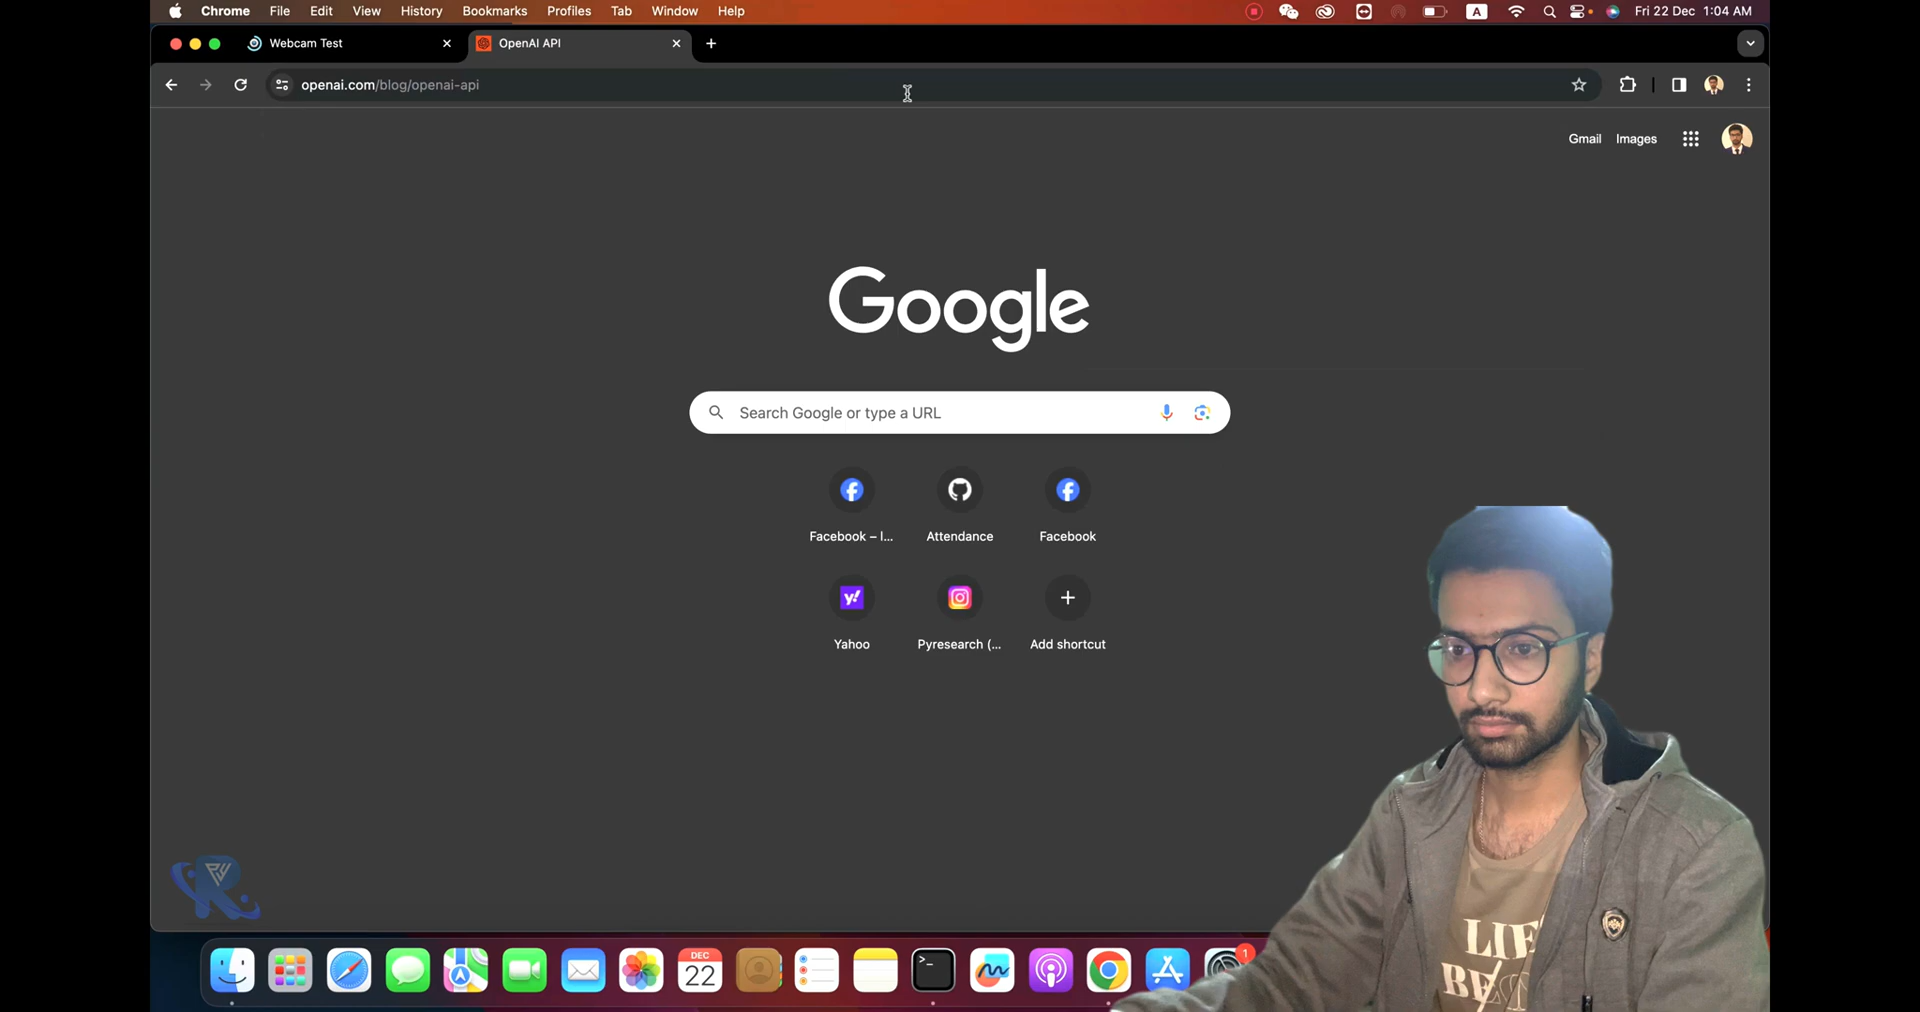 Chrome File Edit View History Bookmarks Profiles Tab Window Help A Fri 22 Dec 1:04 AM
Webcam Test OpenAI API
openai.com/blog/openai-api
Gmail Images
Google
Search Google or type a URL
Facebook – l... Attendance Facebook
y!
Yahoo Pyresearch (... Add shortcut
DEC
22
1
LIFE
BE